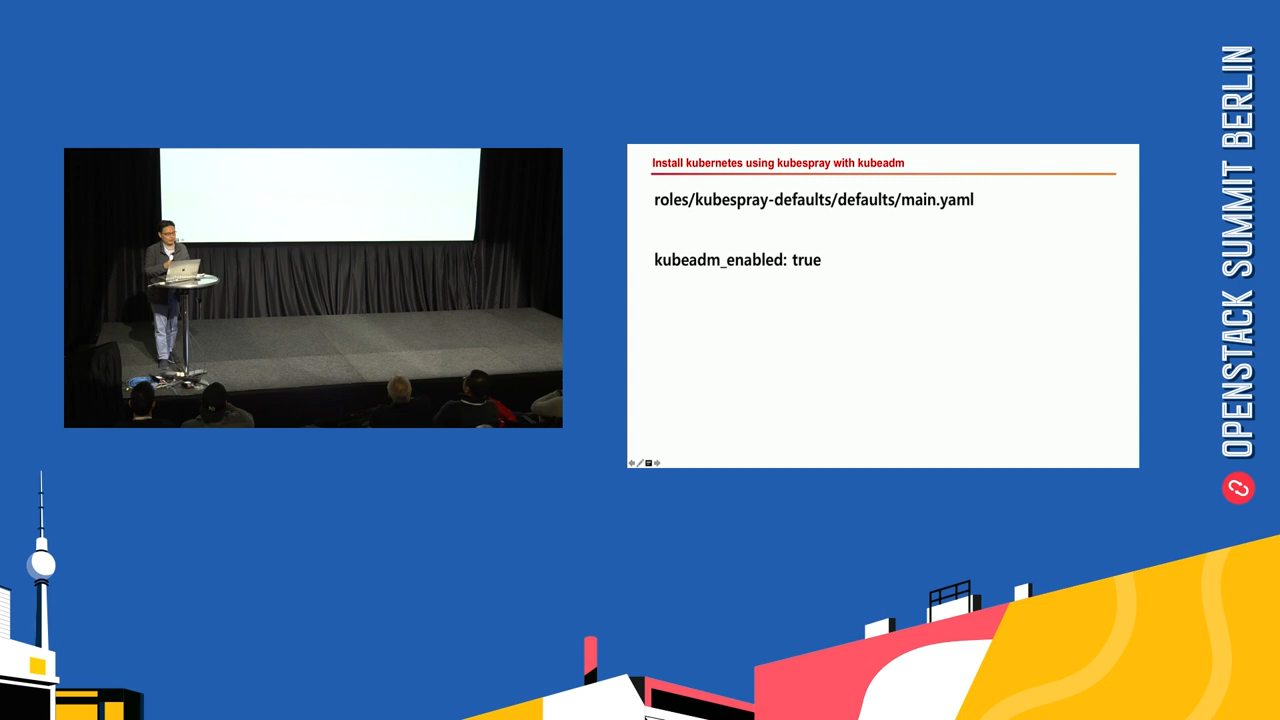 Install kubernetes using kubespray with kubeadm
roles/kubespray-defaults/defaults/main.yaml
kubeadm_enabled: true
OPENSTACK SUMMIT BERLIN